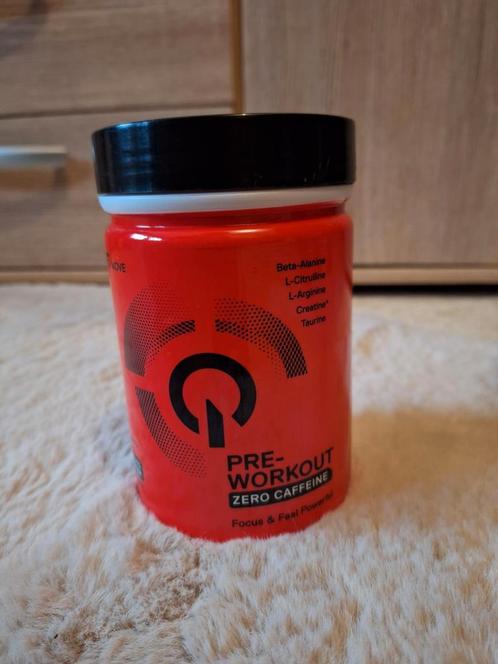 Beta-Alanine
L-Citrulline
L-Arginine
Creatine*
Taurine
PRE-
WORKOUT
ZERO CAFFEINE
Focus & Feel Powerful